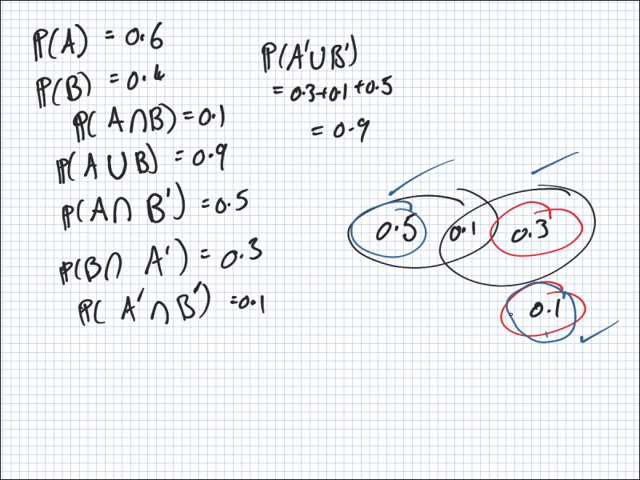 P(A) = 0.6
P(B) = 0.4
P(A∩B) = 0.1
P(A∪B) = 0.9
P(A∩B') = 0.5
P(B∩A') = 0.3
P(A'∩B') = 0.1
P(A'∪B')
= 0.3+0.1+0.5
= 0.9
0.5 0.1 0.3
0.1